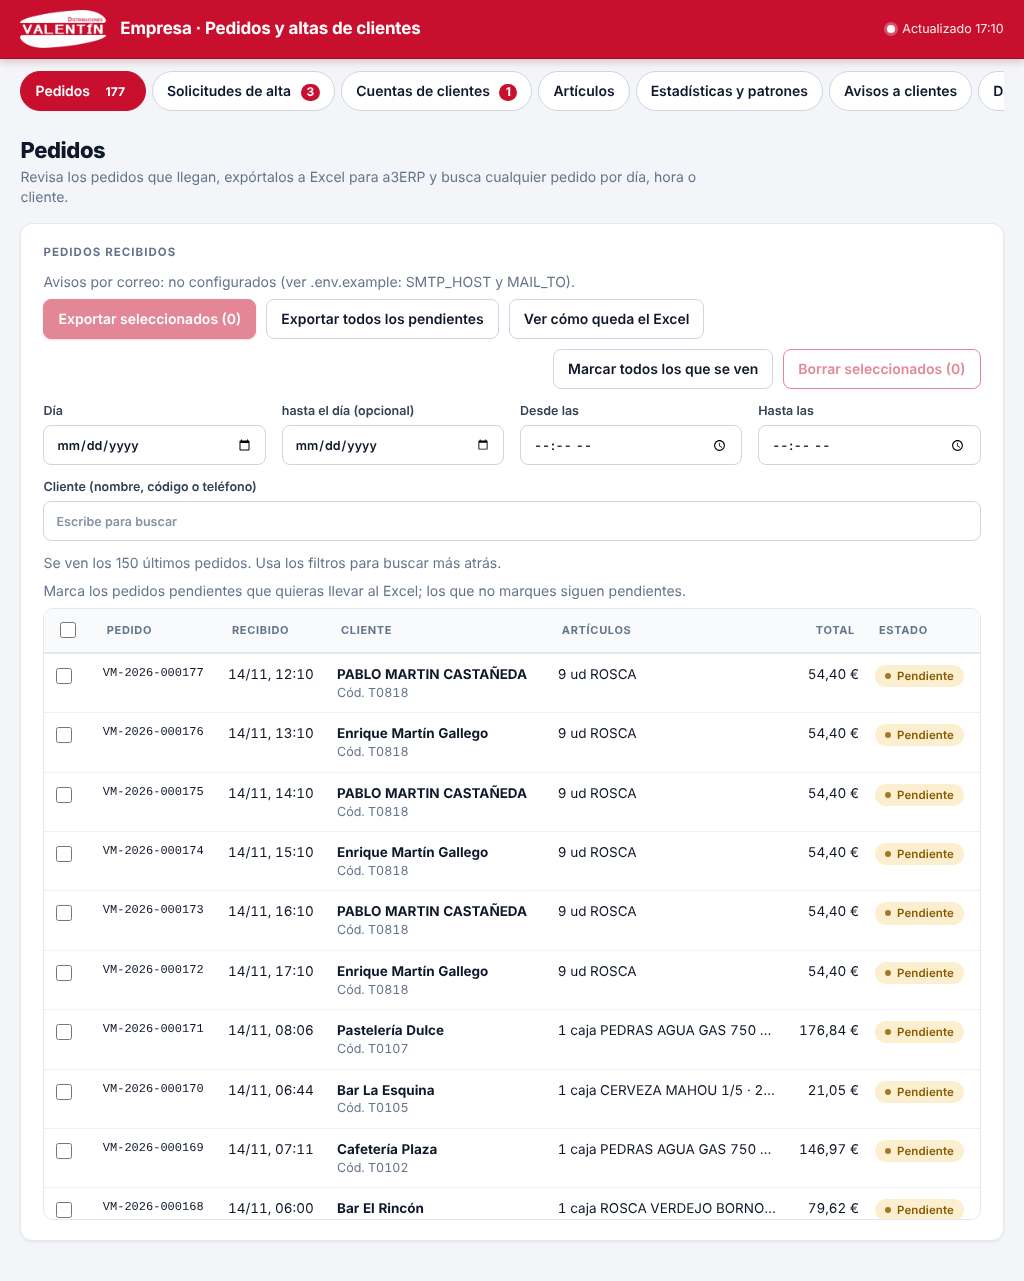 Distribuciones
VALENTÍN
Empresa · Pedidos y altas de clientes
Actualizado 17:10
Pedidos 177
Solicitudes de alta 3
Cuentas de clientes 1
Artículos
Estadísticas y patrones
Avisos a clientes
D
Pedidos
Revisa los pedidos que llegan, expórtalos a Excel para a3ERP y busca cualquier pedido por día, hora o
cliente.
PEDIDOS RECIBIDOS
Avisos por correo: no configurados (ver .env.example: SMTP_HOST y MAIL_TO).
Exportar seleccionados (0)
Exportar todos los pendientes
Ver cómo queda el Excel
Marcar todos los que se ven
Borrar seleccionados (0)
Día
hasta el día (opcional)
Desde las
Hasta las
mm/dd/yyyy
mm/dd/yyyy
--:-- --
--:-- --
Cliente (nombre, código o teléfono)
Escribe para buscar
Se ven los 150 últimos pedidos. Usa los filtros para buscar más atrás.
Marca los pedidos pendientes que quieras llevar al Excel; los que no marques siguen pendientes.
PEDIDO RECIBIDO CLIENTE ARTÍCULOS TOTAL ESTADO
VM-2026-000177 14/11, 12:10 PABLO MARTIN CASTAÑEDA 9 ud ROSCA 54,40 € Pendiente
Cód. T0818
VM-2026-000176 14/11, 13:10 Enrique Martín Gallego 9 ud ROSCA 54,40 € Pendiente
Cód. T0818
VM-2026-000175 14/11, 14:10 PABLO MARTIN CASTAÑEDA 9 ud ROSCA 54,40 € Pendiente
Cód. T0818
VM-2026-000174 14/11, 15:10 Enrique Martín Gallego 9 ud ROSCA 54,40 € Pendiente
Cód. T0818
VM-2026-000173 14/11, 16:10 PABLO MARTIN CASTAÑEDA 9 ud ROSCA 54,40 € Pendiente
Cód. T0818
VM-2026-000172 14/11, 17:10 Enrique Martín Gallego 9 ud ROSCA 54,40 € Pendiente
Cód. T0818
VM-2026-000171 14/11, 08:06 Pastelería Dulce 1 caja PEDRAS AGUA GAS 750 ... 176,84 € Pendiente
Cód. T0107
VM-2026-000170 14/11, 06:44 Bar La Esquina 1 caja CERVEZA MAHOU 1/5 · 2... 21,05 € Pendiente
Cód. T0105
VM-2026-000169 14/11, 07:11 Cafetería Plaza 1 caja PEDRAS AGUA GAS 750 ... 146,97 € Pendiente
Cód. T0102
VM-2026-000168 14/11, 06:00 Bar El Rincón 1 caja ROSCA VERDEJO BORNO... 79,62 € Pendiente